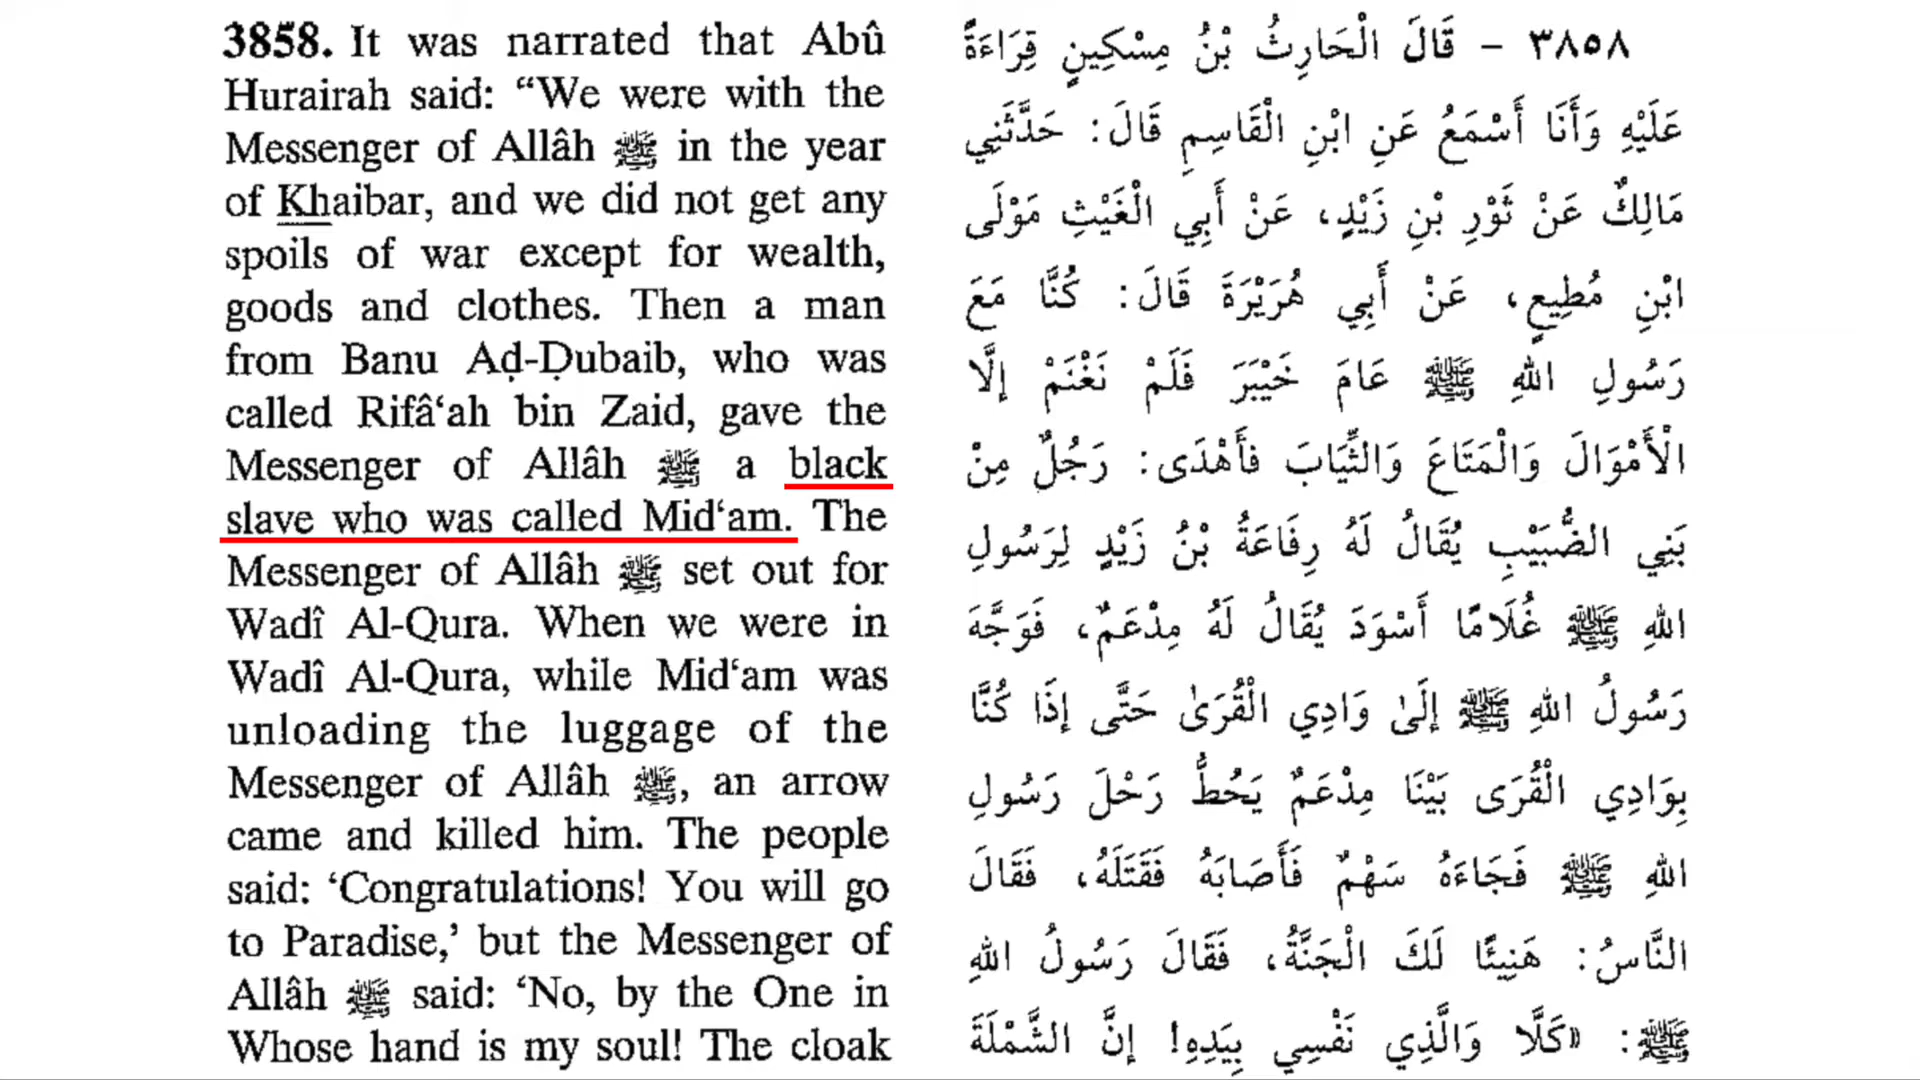 3858. It was narrated that Abû
Hurairah said: “We were with the
Messenger of Allâh ﷺ in the year
of Khaibar, and we did not get any
spoils of war except for wealth,
goods and clothes. Then a man
from Banu Aḍ-Ḍubaib, who was
called Rifâ‘ah bin Zaid, gave the
Messenger of Allâh ﷺ a black
slave who was called Mid‘am. The
Messenger of Allâh ﷺ set out for
Wadî Al-Qura. When we were in
Wadî Al-Qura, while Mid‘am was
unloading the luggage of the
Messenger of Allâh ﷺ, an arrow
came and killed him. The people
said: ‘Congratulations! You will go
to Paradise,’ but the Messenger of
Allâh ﷺ said: ‘No, by the One in
Whose hand is my soul! The cloak
٣٨٥٨ – قَالَ الْحَارِثُ بْنُ مِسْكِينٍ قِرَاءَةً
عَلَيْهِ وَأَنَا أَسْمَعُ عَنِ ابْنِ الْقَاسِمِ قَالَ: حَدَّثَنِي
مَالِكٌ عَنْ ثَوْرِ بْنِ زَيْدٍ، عَنْ أَبِي الْغَيْثِ مَوْلَى
ابْنِ مُطِيعٍ، عَنْ أَبِي هُرَيْرَةَ قَالَ: كُنَّا مَعَ
رَسُولِ اللهِ ﷺ عَامَ خَيْبَرَ فَلَمْ نَغْنَمْ إِلَّا
الْأَمْوَالَ وَالْمَتَاعَ وَالثِّيَابَ فَأَهْدَى: رَجُلٌ مِنْ
بَنِي الضُّبَيْبِ يُقَالُ لَهُ رِفَاعَةُ بْنُ زَيْدٍ لِرَسُولِ
اللهِ ﷺ غُلَامًا أَسْوَدَ يُقَالُ لَهُ مِدْعَمٌ، فَوَجَّهَ
رَسُولُ اللهِ ﷺ إِلَىٰ وَادِي الْقُرَىٰ حَتَّى إِذَا كُنَّا
بِوَادِي الْقُرَى بَيْنَا مِدْعَمٌ يَحُطُّ رَحْلَ رَسُولِ
اللهِ ﷺ فَجَاءَهُ سَهْمٌ فَأَصَابَهُ فَقَتَلَهُ، فَقَالَ
النَّاسُ: هَنِيئًا لَكَ الْجَنَّةُ، فَقَالَ رَسُولُ اللهِ
ﷺ: «كَلَّا وَالَّذِي نَفْسِي بِيَدِهِ! إِنَّ الشَّمْلَةَ